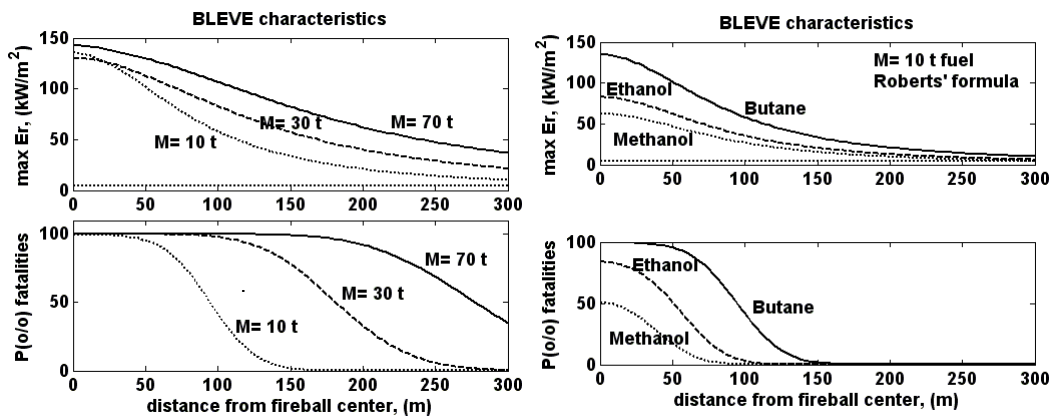 BLEVE characteristics
150
100
50
0
max Er, (kW/m²)
M= 10 t
M= 30 t
M= 70 t
0 50 100 150 200 250 300
100
50
0
P(o/o) fatalities
M= 10 t
M= 30 t
M= 70 t
0 50 100 150 200 250 300
distance from fireball center, (m)
BLEVE characteristics
150
100
50
0
max Er, (kW/m²)
M= 10 t fuel
Roberts' formula
Ethanol
Butane
Methanol
0 50 100 150 200 250 300
distance from fireball center, (m)
100
50
0
P(o/o) fatalities
Ethanol
Butane
Methanol
0 50 100 150 200 250 300
distance from fireball center, (m)